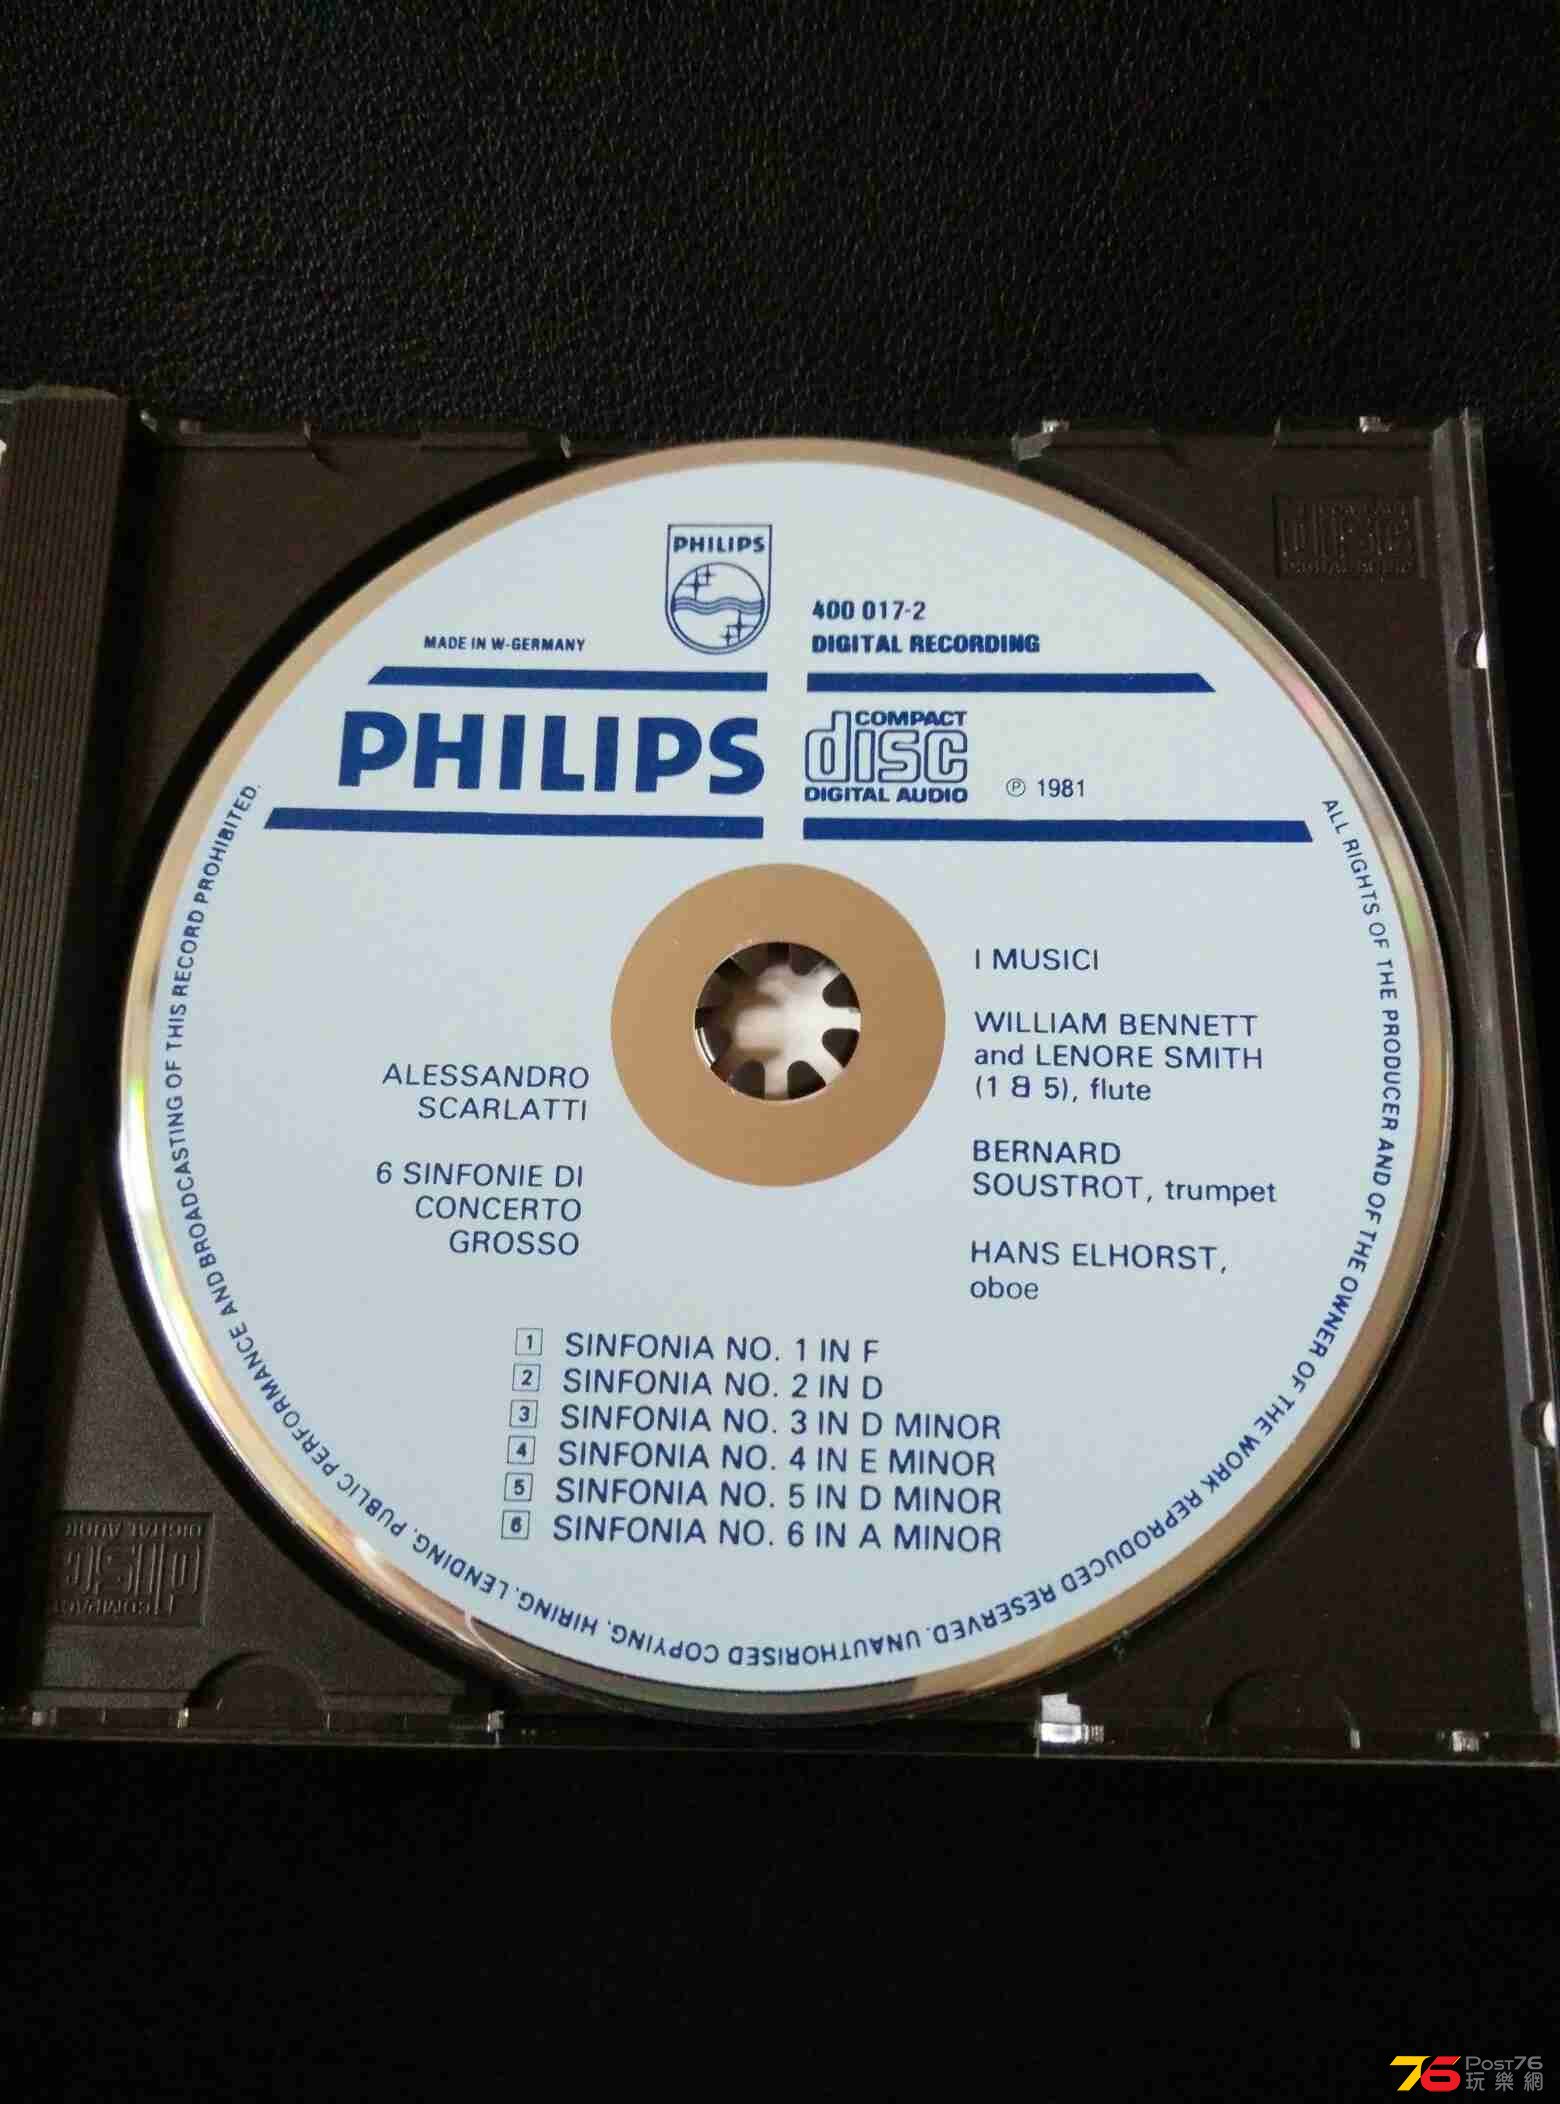 PHILIPS
400 017-2
MADE IN W-GERMANY
DIGITAL RECORDING
PHILIPS
COMPACT
disc
DIGITAL AUDIO
℗ 1981
I MUSICI
WILLIAM BENNETT
and LENORE SMITH
(1 & 5), flute
BERNARD
SOUSTROT, trumpet
HANS ELHORST,
oboe
ALESSANDRO
SCARLATTI
6 SINFONIE DI
CONCERTO
GROSSO
1 SINFONIA NO. 1 IN F
2 SINFONIA NO. 2 IN D
3 SINFONIA NO. 3 IN D MINOR
4 SINFONIA NO. 4 IN E MINOR
5 SINFONIA NO. 5 IN D MINOR
6 SINFONIA NO. 6 IN A MINOR
ALL RIGHTS OF THE PRODUCER AND OF THE OWNER OF THE WORK REPRODUCED RESERVED. UNAUTHORISED COPYING, HIRING, LENDING, PUBLIC PERFORMANCE AND BROADCASTING OF THIS RECORD PROHIBITED.
COMPACT
disc
DIGITAL AUDIO
COMPACT
disc
DIGITAL AUDIO
76 POST76
玩樂網